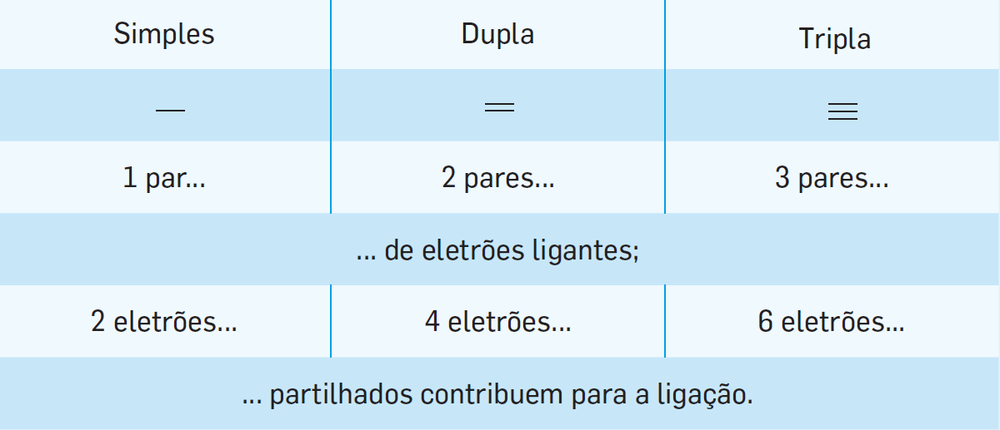 Simples Dupla Tripla
— = ≡
1 par... 2 pares... 3 pares...
... de eletrões ligantes;
2 eletrões... 4 eletrões... 6 eletrões...
... partilhados contribuem para a ligação.